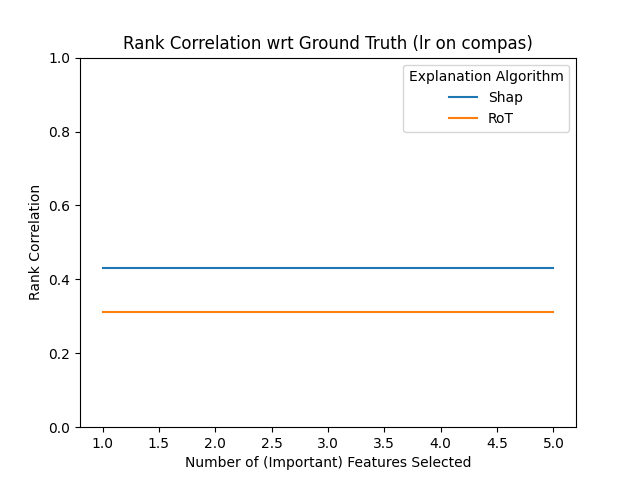 Rank Correlation wrt Ground Truth (lr on compas)
Explanation Algorithm
Shap
RoT
Rank Correlation
1.0
0.8
0.6
0.4
0.2
0.0
1.0 1.5 2.0 2.5 3.0 3.5 4.0 4.5 5.0
Number of (Important) Features Selected